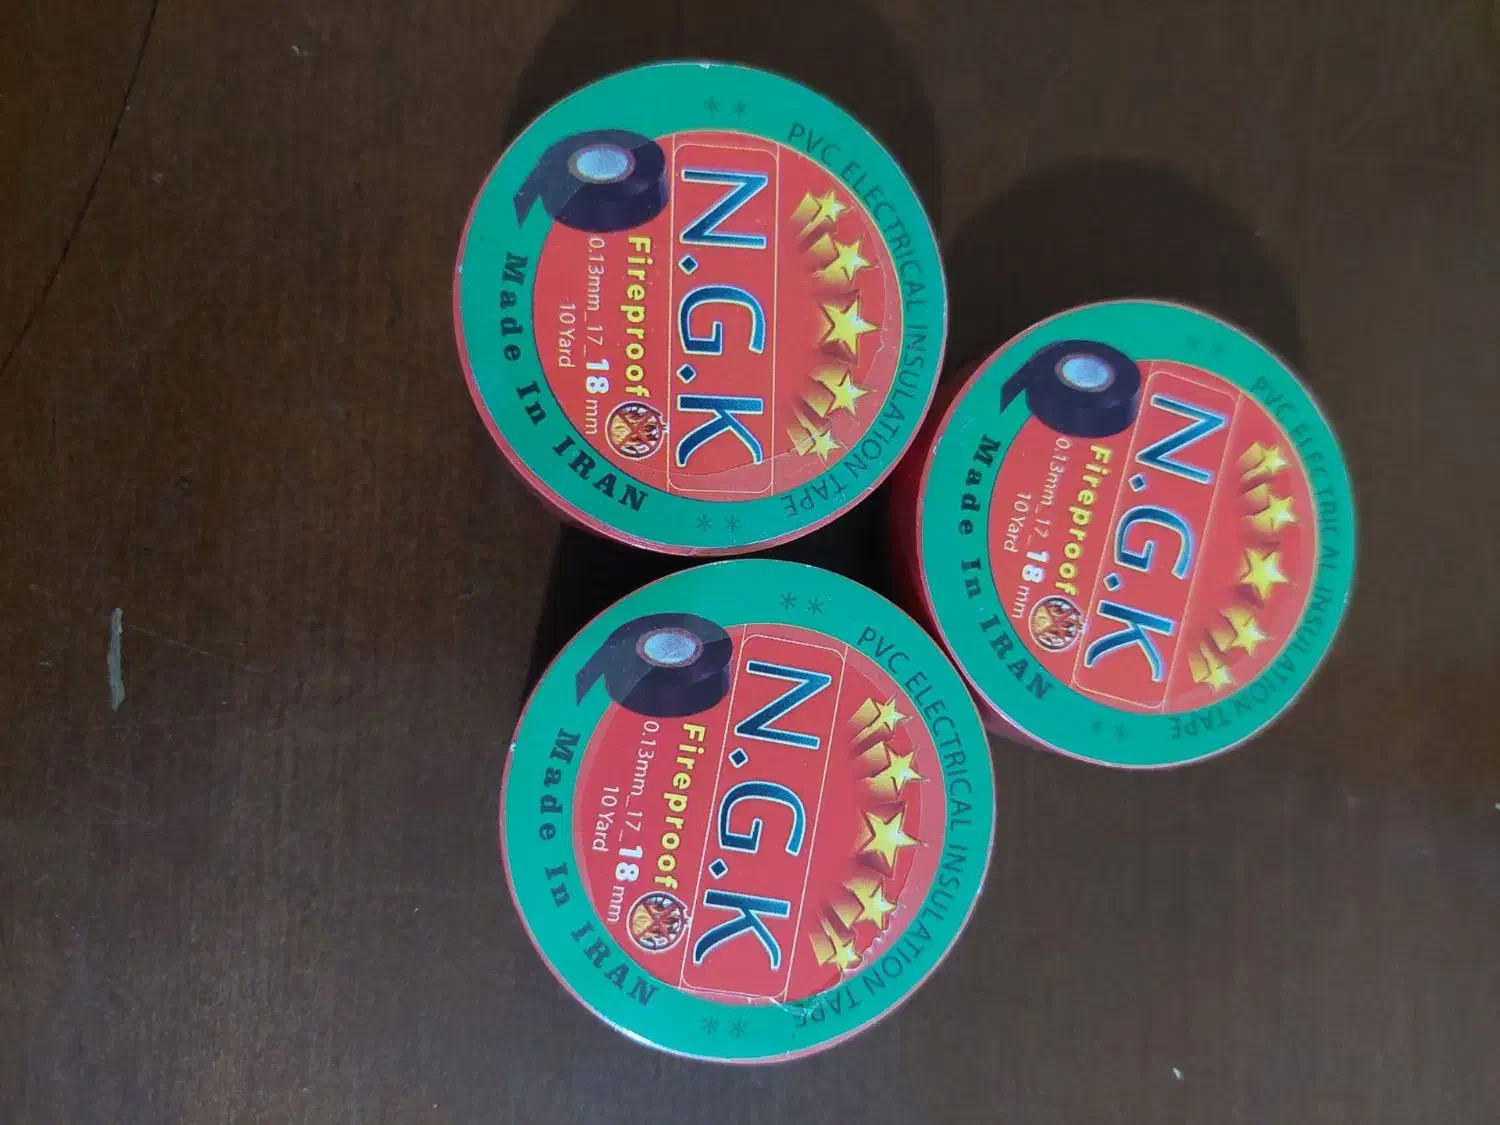 ** PVC ELECTRICAL INSULATION TAPE **
N.G.K
Fireproof
0.13mm_17_18 mm
10 Yard
Made In IRAN
** PVC ELECTRICAL INSULATION TAPE **
N.G.K
Fireproof
0.13mm_17_18 mm
10 Yard
Made In IRAN
** PVC ELECTRICAL INSULATION TAPE **
N.G.K
Fireproof
0.13mm_17_18 mm
10 Yard
Made In IRAN